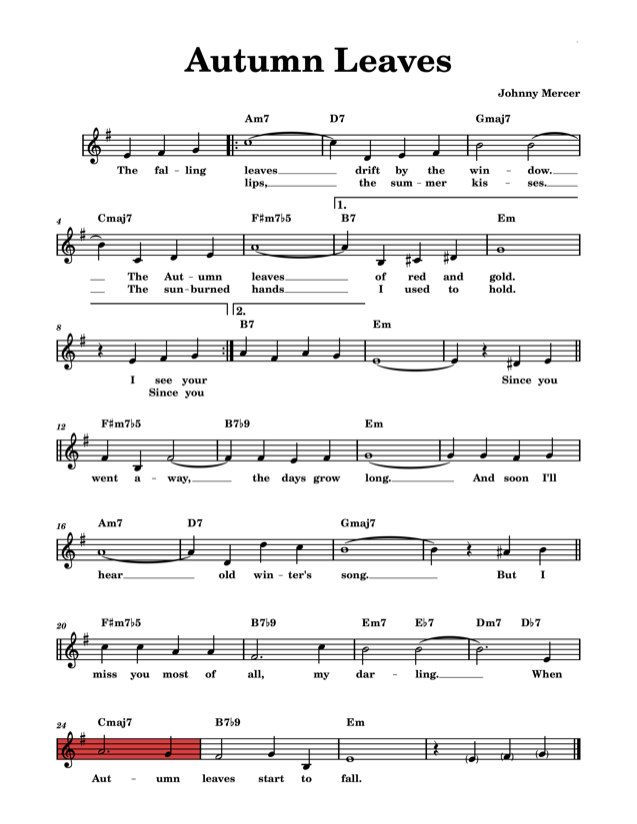 Autumn Leaves
Johnny Mercer
Am7 D7 Gmaj7
The fal – ling leaves drift by the win – dow.
lips, the sum – mer kis – ses.
1.
4 Cmaj7 F♯m7♭5 B7 Em
The Aut – umn leaves of red and gold.
The sun–burned hands I used to hold.
2.
8 B7 Em
I see your Since you
Since you
12 F♯m7♭5 B7♭9 Em
went a – way, the days grow long. And soon I'll
16 Am7 D7 Gmaj7
hear old win – ter's song. But I
20 F♯m7♭5 B7♭9 Em7 E♭7 Dm7 D♭7
miss you most of all, my dar – ling. When
24 Cmaj7 B7♭9 Em
Aut – umn leaves start to fall.